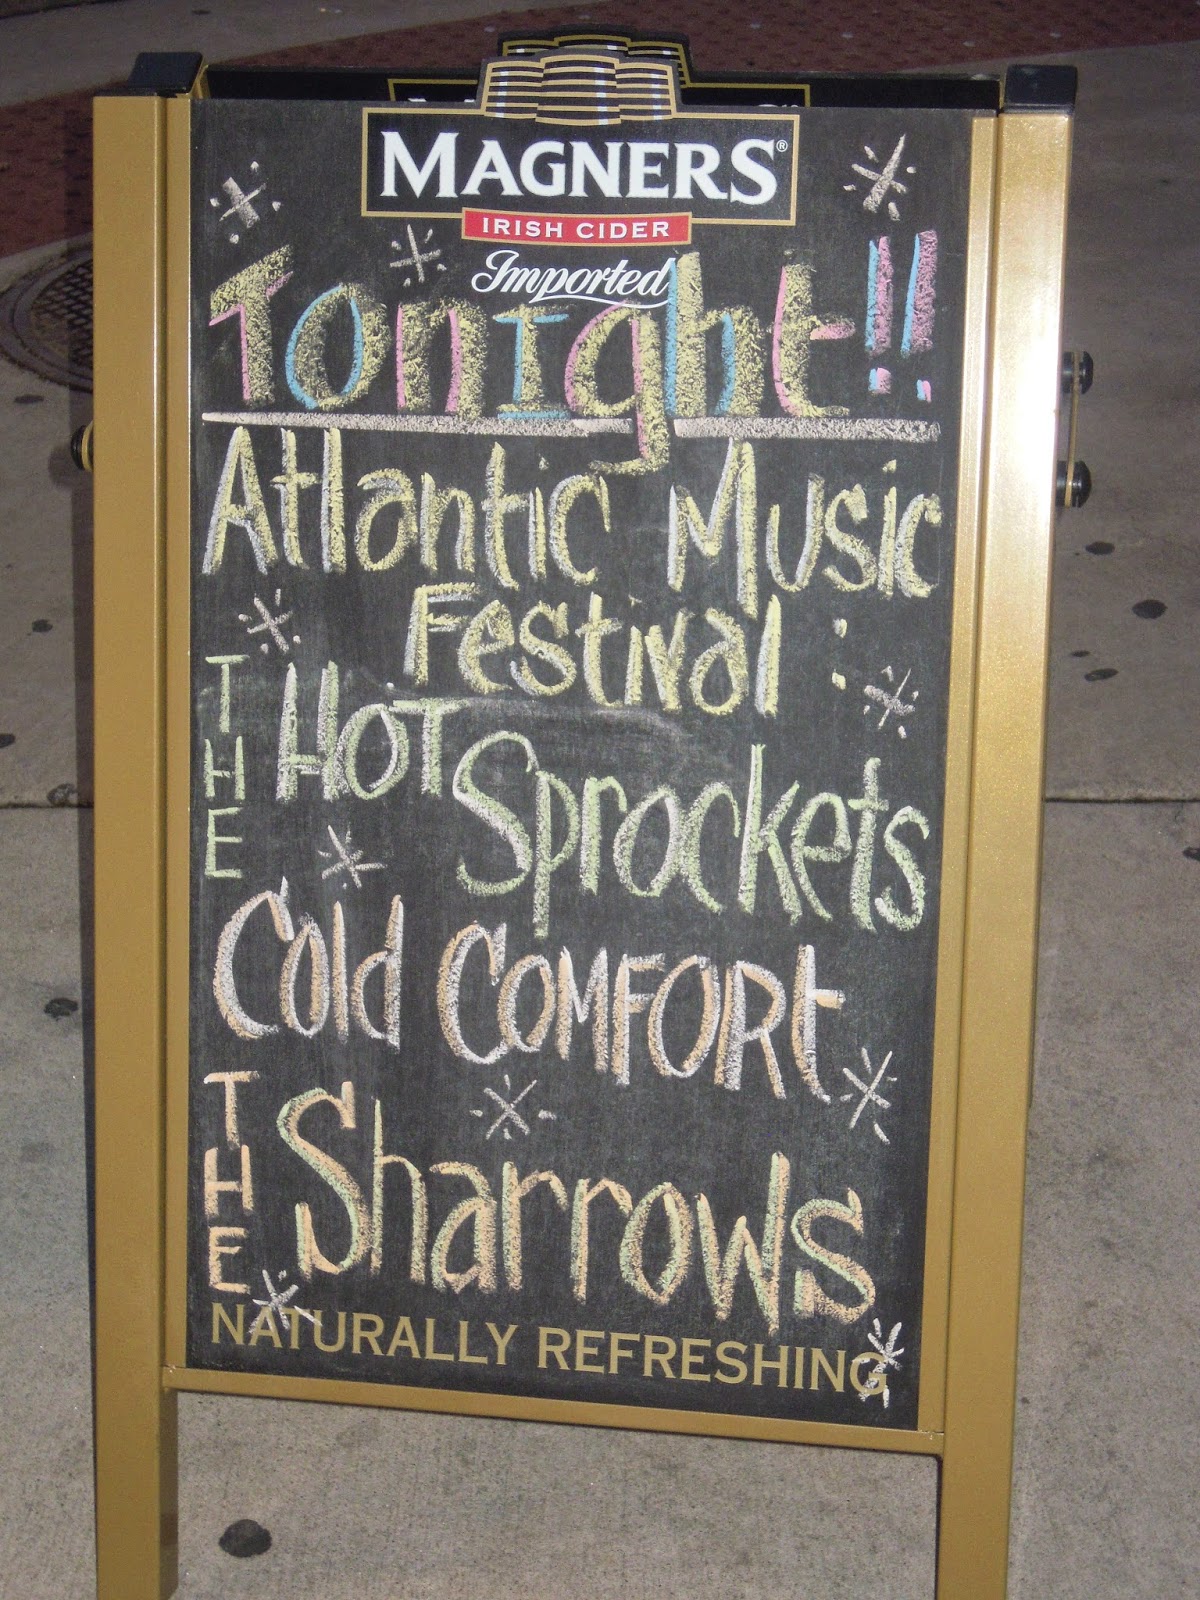 MAGNERS®
IRISH CIDER
Imported
Tonight!!
Atlantic Music
Festival :
THE HOT Sprockets
Cold COMFORt
THE Sharrows
NATURALLY REFRESHING